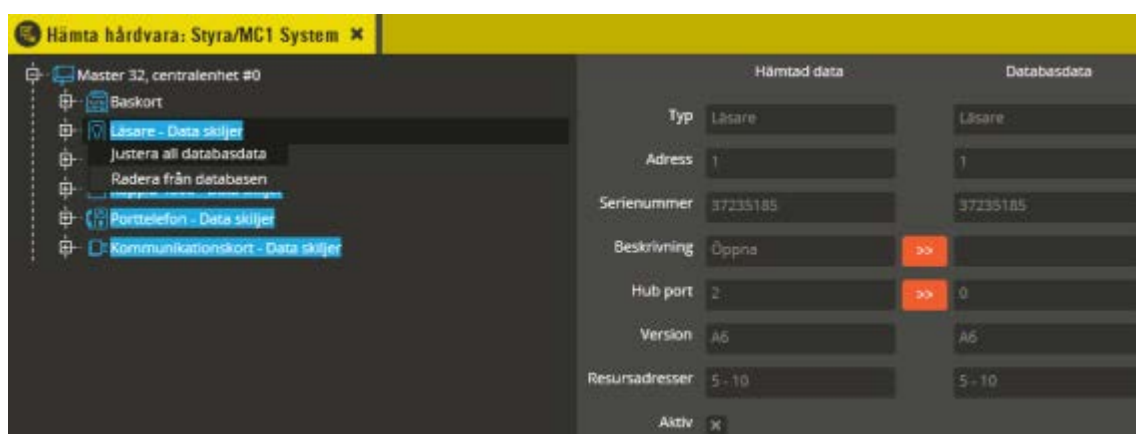 Hämta hårdvara: Styra/MC1 System ✖
Master 32, centralenhet #0
Baskort
Läsare - Data skiljer
Justera all databasdata
Radera från databasen
Data skiljer
Porttelefon - Data skiljer
Kommunikationskort - Data skiljer
Hämtad data Databasdata
Typ Läsare Läsare
Adress 1 1
Serienummer 37235185 37235185
Beskrivning Öppna >>
Hub port 2 >> 0
Version A6 A6
Resursadresser 5 - 10 5 - 10
Aktiv